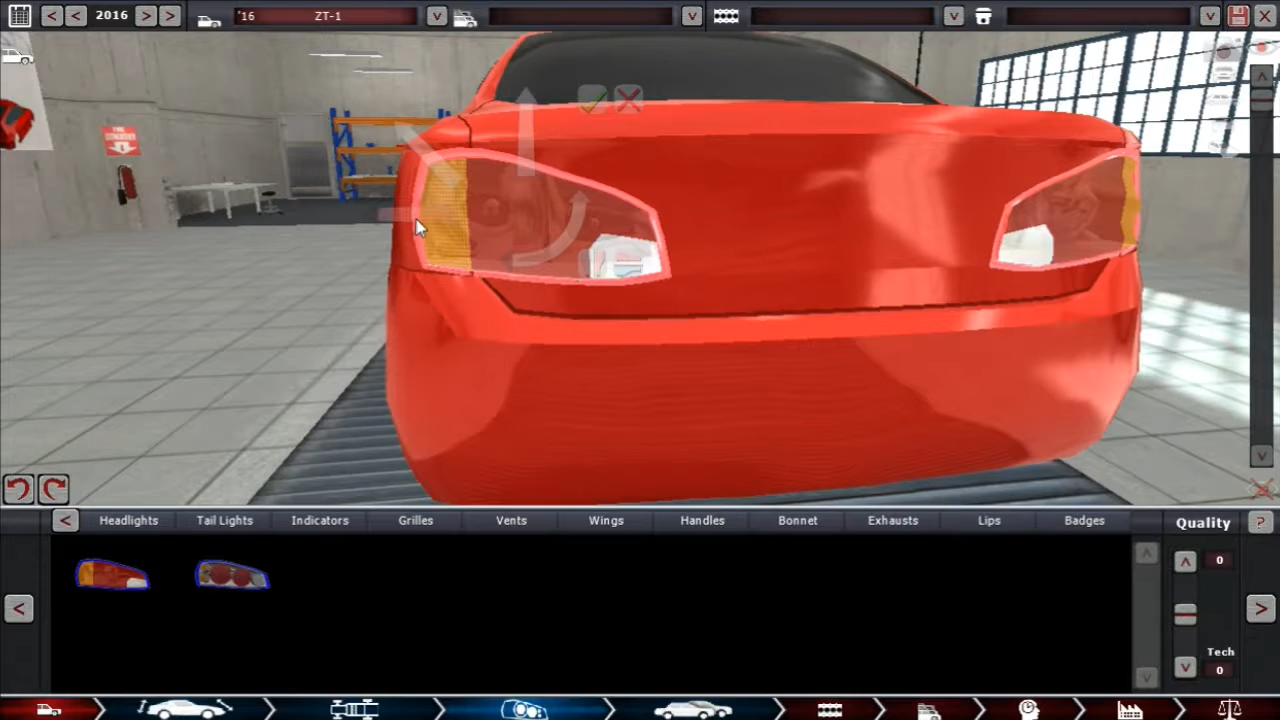 2016
'16 ZT-1
Headlights Tail Lights Indicators Grilles Vents Wings Handles Bonnet Exhausts Lips Badges
Quality ?
0
Tech
0